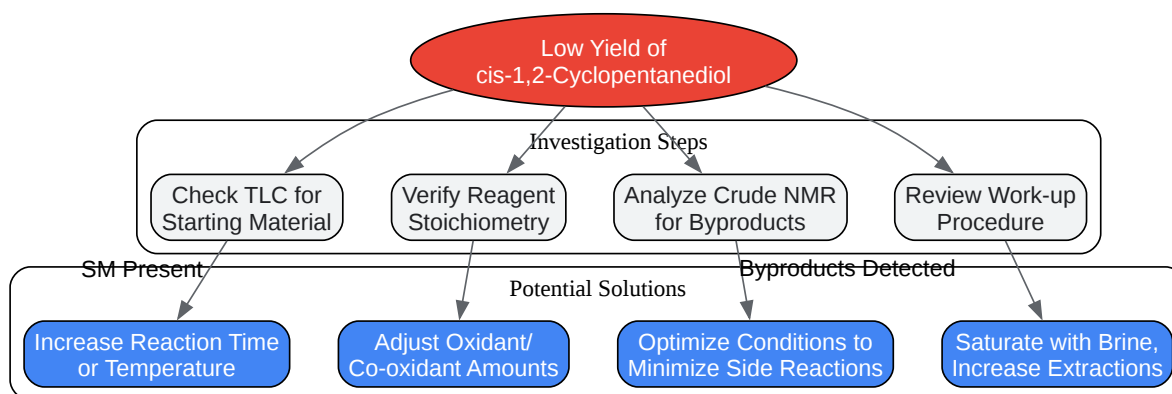 Low Yield of
cis-1,2-Cyclopentanediol
Investigation Steps
Check TLC for
Starting Material
Verify Reagent
Stoichiometry
Analyze Crude NMR
for Byproducts
Review Work-up
Procedure
SM Present
Byproducts Detected
Potential Solutions
Increase Reaction Time
or Temperature
Adjust Oxidant/
Co-oxidant Amounts
Optimize Conditions to
Minimize Side Reactions
Saturate with Brine,
Increase Extractions